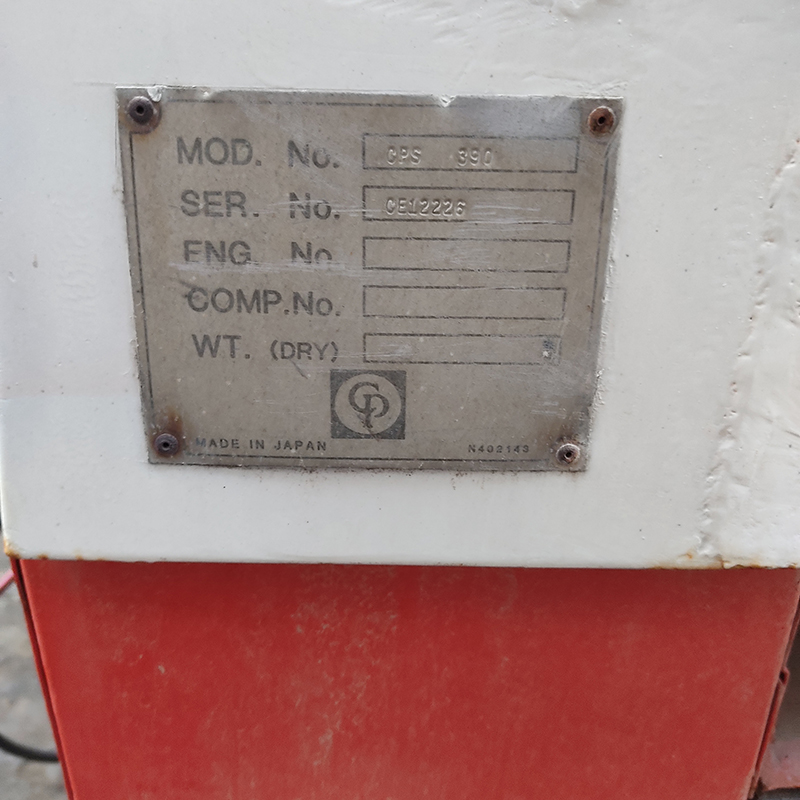 MOD. No. CPS 390
SER. No. CE12226
ENG. No.
COMP.No.
WT. (DRY)
CP
MADE IN JAPAN N402143